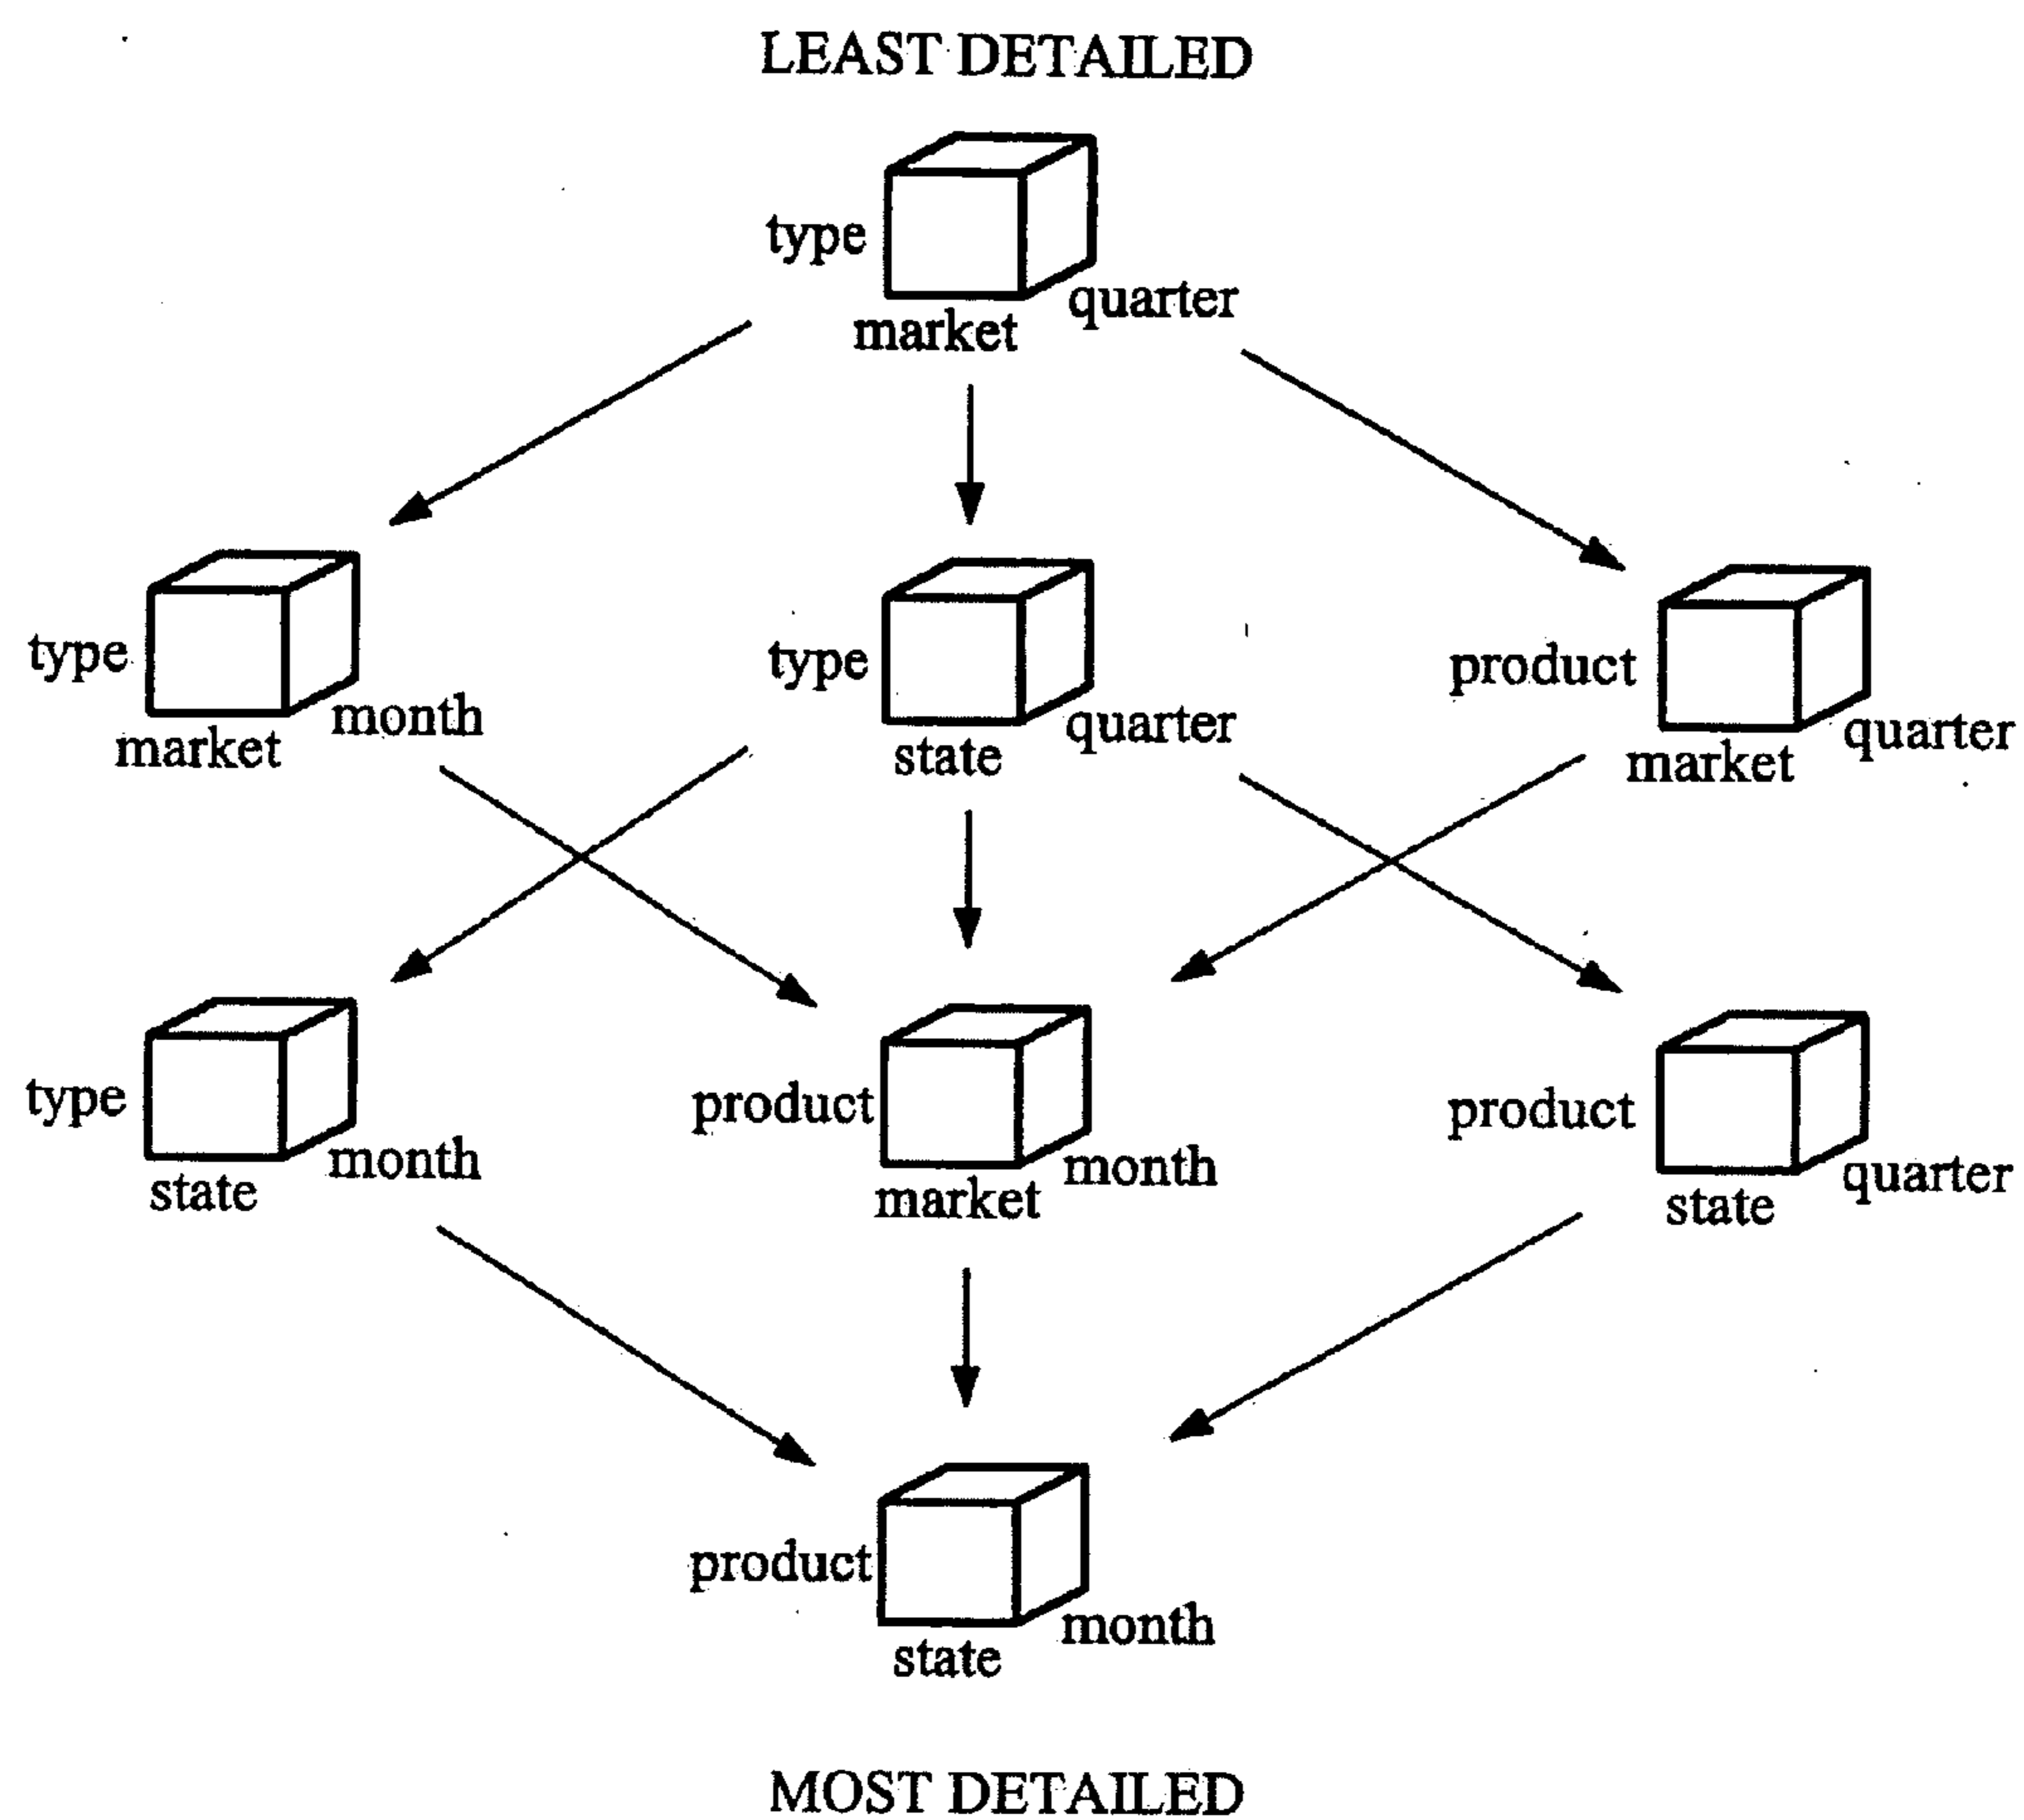 LEAST DETAILED
type
quarter
market
type
month
market
type
quarter
state
product
quarter
market
type
month
state
product
month
market
product
quarter
state
product
month
state
MOST DETAILED